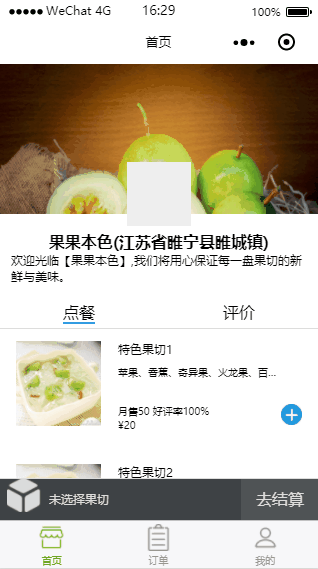 WeChat 4G 16:29 100%
首页
果果本色(江苏省睢宁县睢城镇)
欢迎光临【果果本色】,我们将用心保证每一盘果切的新
鲜与美味。
点餐 评价
特色果切1
苹果、香蕉、奇异果、火龙果、百...
月售50 好评率100%
¥20
特色果切2
未选择果切 去结算
首页 订单 我的